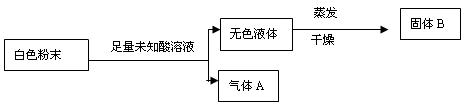 白色粉末
足量未知酸溶液
无色液体
气体 A
蒸发
干燥
固体 B